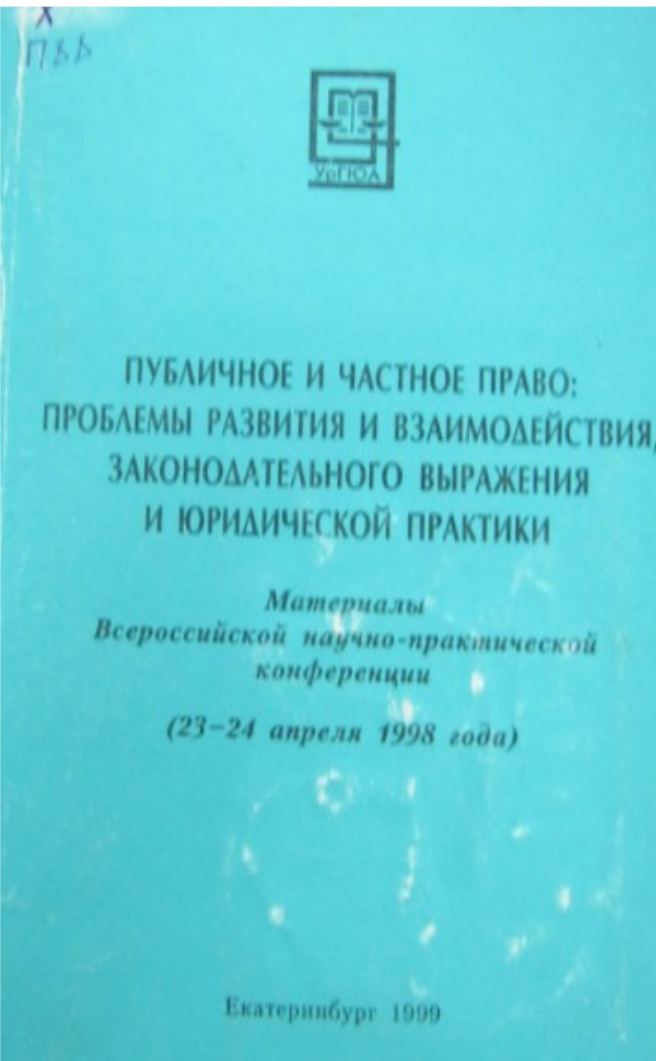 Х
П88
УрГЮА
ПУБЛИЧНОЕ И ЧАСТНОЕ ПРАВО:
ПРОБЛЕМЫ РАЗВИТИЯ И ВЗАИМОДЕЙСТВИЯ,
ЗАКОНОДАТЕЛЬНОГО ВЫРАЖЕНИЯ
И ЮРИДИЧЕСКОЙ ПРАКТИКИ
Материалы
Всероссийской научно-практической
конференции
(23–24 апреля 1998 года)
Екатеринбург 1999